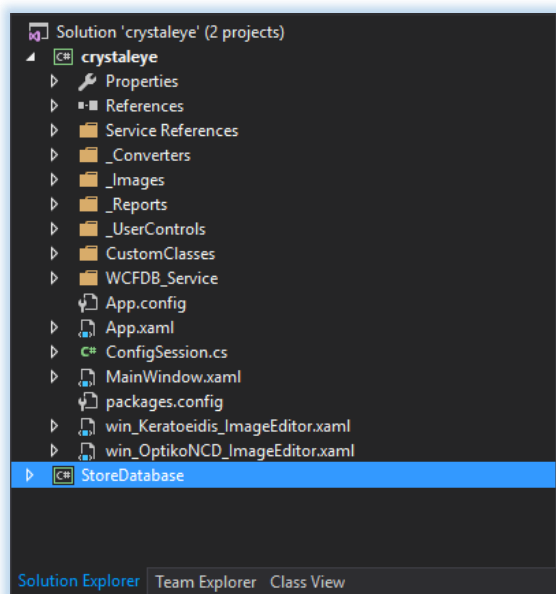 Solution 'crystaleye' (2 projects)
C# crystaleye
Properties
References
Service References
_Converters
_Images
_Reports
_UserControls
CustomClasses
WCFDB_Service
App.config
App.xaml
C# ConfigSession.cs
MainWindow.xaml
packages.config
win_Keratoeidis_ImageEditor.xaml
win_OptikoNCD_ImageEditor.xaml
C# StoreDatabase
Solution Explorer Team Explorer Class View